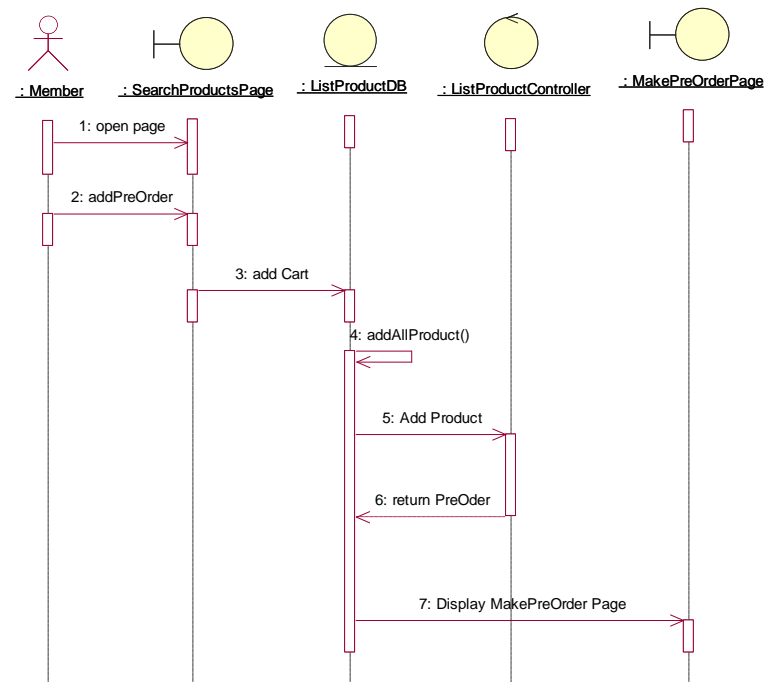 : Member
: SearchProductsPage
: ListProductDB
: ListProductController
: MakePreOrderPage
1: open page
2: addPreOrder
3: add Cart
4: addAllProduct()
5: Add Product
6: return PreOder
7: Display MakePreOrder Page